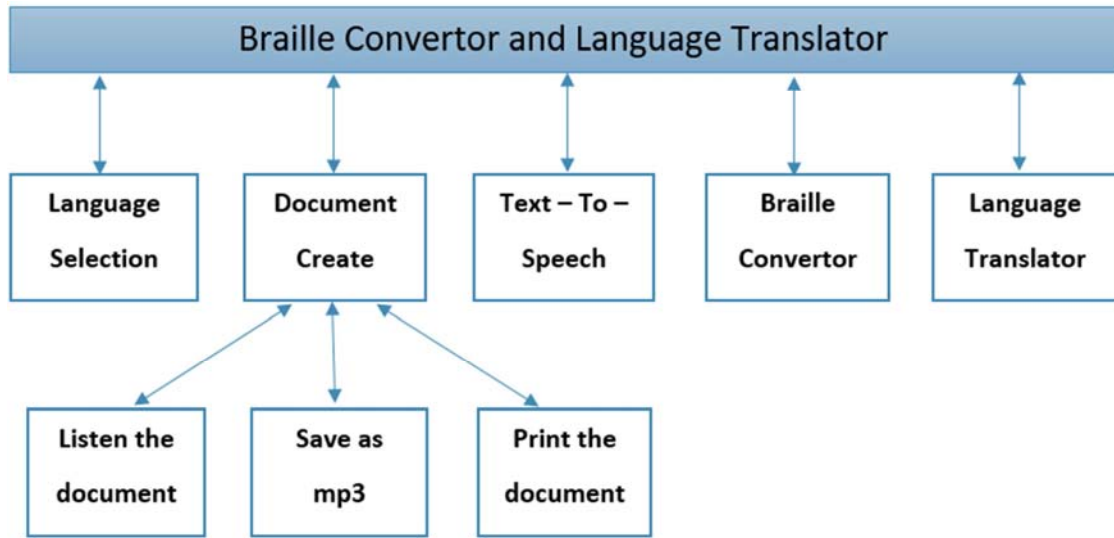 Braille Convertor and Language Translator
Language
Selection
Document
Create
Text – To –
Speech
Braille
Convertor
Language
Translator
Listen the
document
Save as
mp3
Print the
document